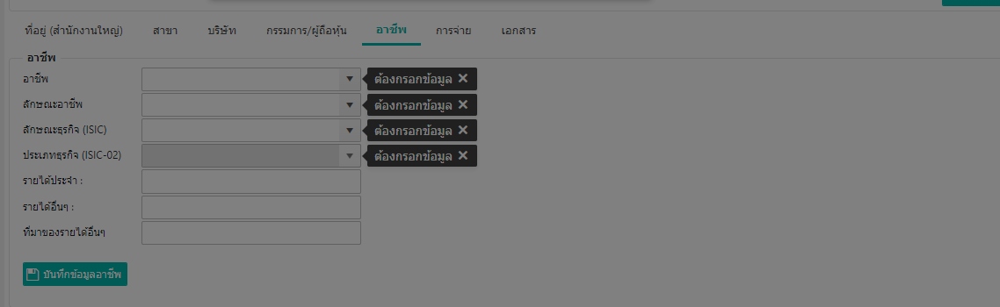 ที่อยู่ (สำนักงานใหญ่) สาขา บริษัท กรรมการ/ผู้ถือหุ้น อาชีพ การจ่าย เอกสาร
อาชีพ
อาชีพ ต้องกรอกข้อมูล
ลักษณะอาชีพ ต้องกรอกข้อมูล
ลักษณะธุรกิจ (ISIC) ต้องกรอกข้อมูล
ประเภทธุรกิจ (ISIC-02) ต้องกรอกข้อมูล
รายได้ประจำ :
รายได้อื่นๆ :
ที่มาของรายได้อื่นๆ
บันทึกข้อมูลอาชีพ